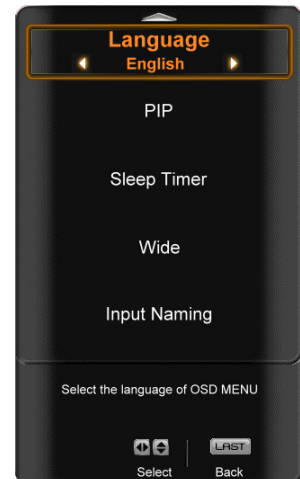 Language
English
PIP
Sleep Timer
Wide
Input Naming
Select the language of OSD MENU
LAST
Select Back